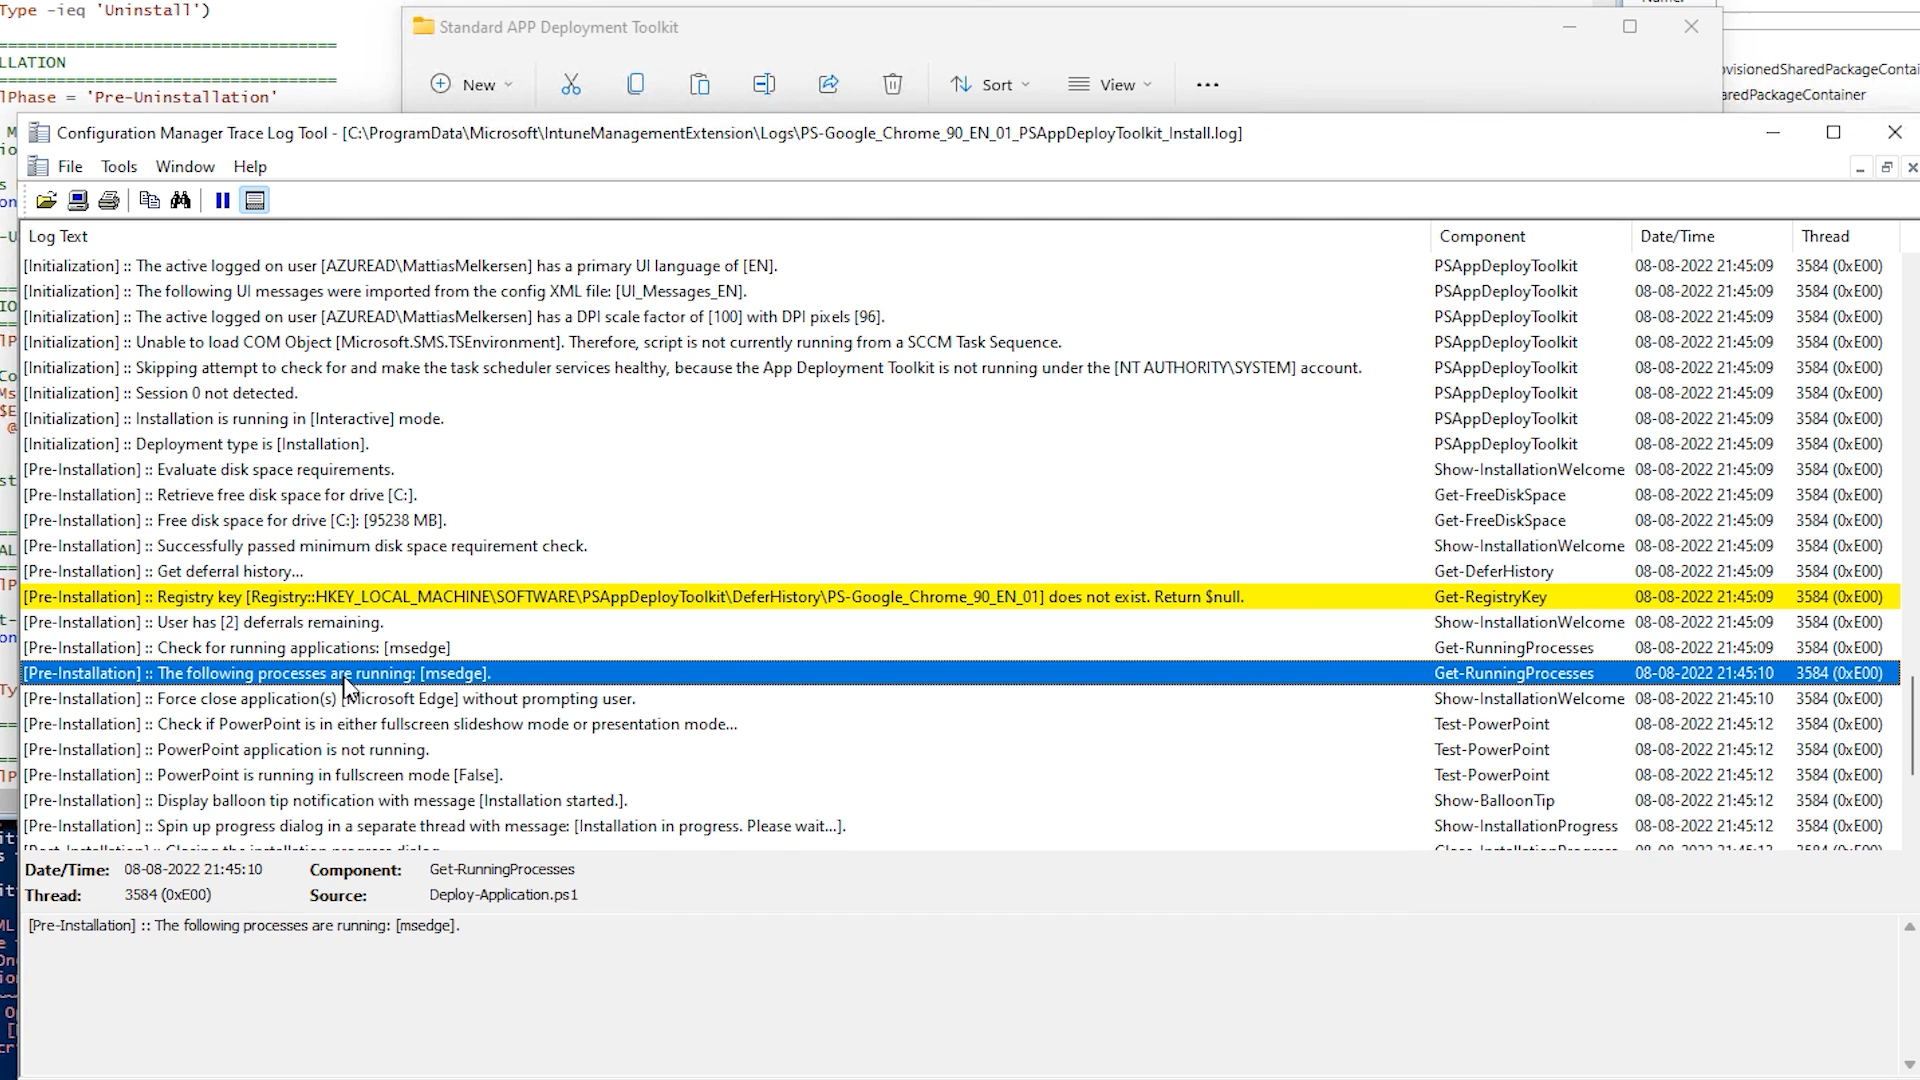 Type -ieq 'Uninstall')
LLATION
lPhase = 'Pre-Uninstallation'
Standard APP Deployment Toolkit
New
Sort
View
ovisionedSharedPackageContai
aredPackageContainer
Configuration Manager Trace Log Tool - [C:\ProgramData\Microsoft\IntuneManagementExtension\Logs\PS-Google_Chrome_90_EN_01_PSAppDeployToolkit_Install.log]
File Tools Window Help
Log Text Component Date/Time Thread
[Initialization] :: The active logged on user [AZUREAD\MattiasMelkersen] has a primary UI language of [EN]. PSAppDeployToolkit 08-08-2022 21:45:09 3584 (0xE00)
[Initialization] :: The following UI messages were imported from the config XML file: [UI_Messages_EN]. PSAppDeployToolkit 08-08-2022 21:45:09 3584 (0xE00)
[Initialization] :: The active logged on user [AZUREAD\MattiasMelkersen] has a DPI scale factor of [100] with DPI pixels [96]. PSAppDeployToolkit 08-08-2022 21:45:09 3584 (0xE00)
[Initialization] :: Unable to load COM Object [Microsoft.SMS.TSEnvironment]. Therefore, script is not currently running from a SCCM Task Sequence. PSAppDeployToolkit 08-08-2022 21:45:09 3584 (0xE00)
[Initialization] :: Skipping attempt to check for and make the task scheduler services healthy, because the App Deployment Toolkit is not running under the [NT AUTHORITY\SYSTEM] account. PSAppDeployToolkit 08-08-2022 21:45:09 3584 (0xE00)
[Initialization] :: Session 0 not detected. PSAppDeployToolkit 08-08-2022 21:45:09 3584 (0xE00)
[Initialization] :: Installation is running in [Interactive] mode. PSAppDeployToolkit 08-08-2022 21:45:09 3584 (0xE00)
[Initialization] :: Deployment type is [Installation]. PSAppDeployToolkit 08-08-2022 21:45:09 3584 (0xE00)
[Pre-Installation] :: Evaluate disk space requirements. Show-InstallationWelcome 08-08-2022 21:45:09 3584 (0xE00)
[Pre-Installation] :: Retrieve free disk space for drive [C:]. Get-FreeDiskSpace 08-08-2022 21:45:09 3584 (0xE00)
[Pre-Installation] :: Free disk space for drive [C:]: [95238 MB]. Get-FreeDiskSpace 08-08-2022 21:45:09 3584 (0xE00)
[Pre-Installation] :: Successfully passed minimum disk space requirement check. Show-InstallationWelcome 08-08-2022 21:45:09 3584 (0xE00)
[Pre-Installation] :: Get deferral history... Get-DeferHistory 08-08-2022 21:45:09 3584 (0xE00)
[Pre-Installation] :: Registry key [Registry::HKEY_LOCAL_MACHINE\SOFTWARE\PSAppDeployToolkit\DeferHistory\PS-Google_Chrome_90_EN_01] does not exist. Return $null. Get-RegistryKey 08-08-2022 21:45:09 3584 (0xE00)
[Pre-Installation] :: User has [2] deferrals remaining. Show-InstallationWelcome 08-08-2022 21:45:09 3584 (0xE00)
[Pre-Installation] :: Check for running applications: [msedge] Get-RunningProcesses 08-08-2022 21:45:09 3584 (0xE00)
[Pre-Installation] :: The following processes are running: [msedge]. Get-RunningProcesses 08-08-2022 21:45:10 3584 (0xE00)
[Pre-Installation] :: Force close application(s) [Microsoft Edge] without prompting user. Show-InstallationWelcome 08-08-2022 21:45:10 3584 (0xE00)
[Pre-Installation] :: Check if PowerPoint is in either fullscreen slideshow mode or presentation mode... Test-PowerPoint 08-08-2022 21:45:12 3584 (0xE00)
[Pre-Installation] :: PowerPoint application is not running. Test-PowerPoint 08-08-2022 21:45:12 3584 (0xE00)
[Pre-Installation] :: PowerPoint is running in fullscreen mode [False]. Test-PowerPoint 08-08-2022 21:45:12 3584 (0xE00)
[Pre-Installation] :: Display balloon tip notification with message [Installation started.]. Show-BalloonTip 08-08-2022 21:45:12 3584 (0xE00)
[Pre-Installation] :: Spin up progress dialog in a separate thread with message: [Installation in progress. Please wait...]. Show-InstallationProgress 08-08-2022 21:45:12 3584 (0xE00)
Date/Time: 08-08-2022 21:45:10 Component: Get-RunningProcesses
Thread: 3584 (0xE00) Source: Deploy-Application.ps1
[Pre-Installation] :: The following processes are running: [msedge].